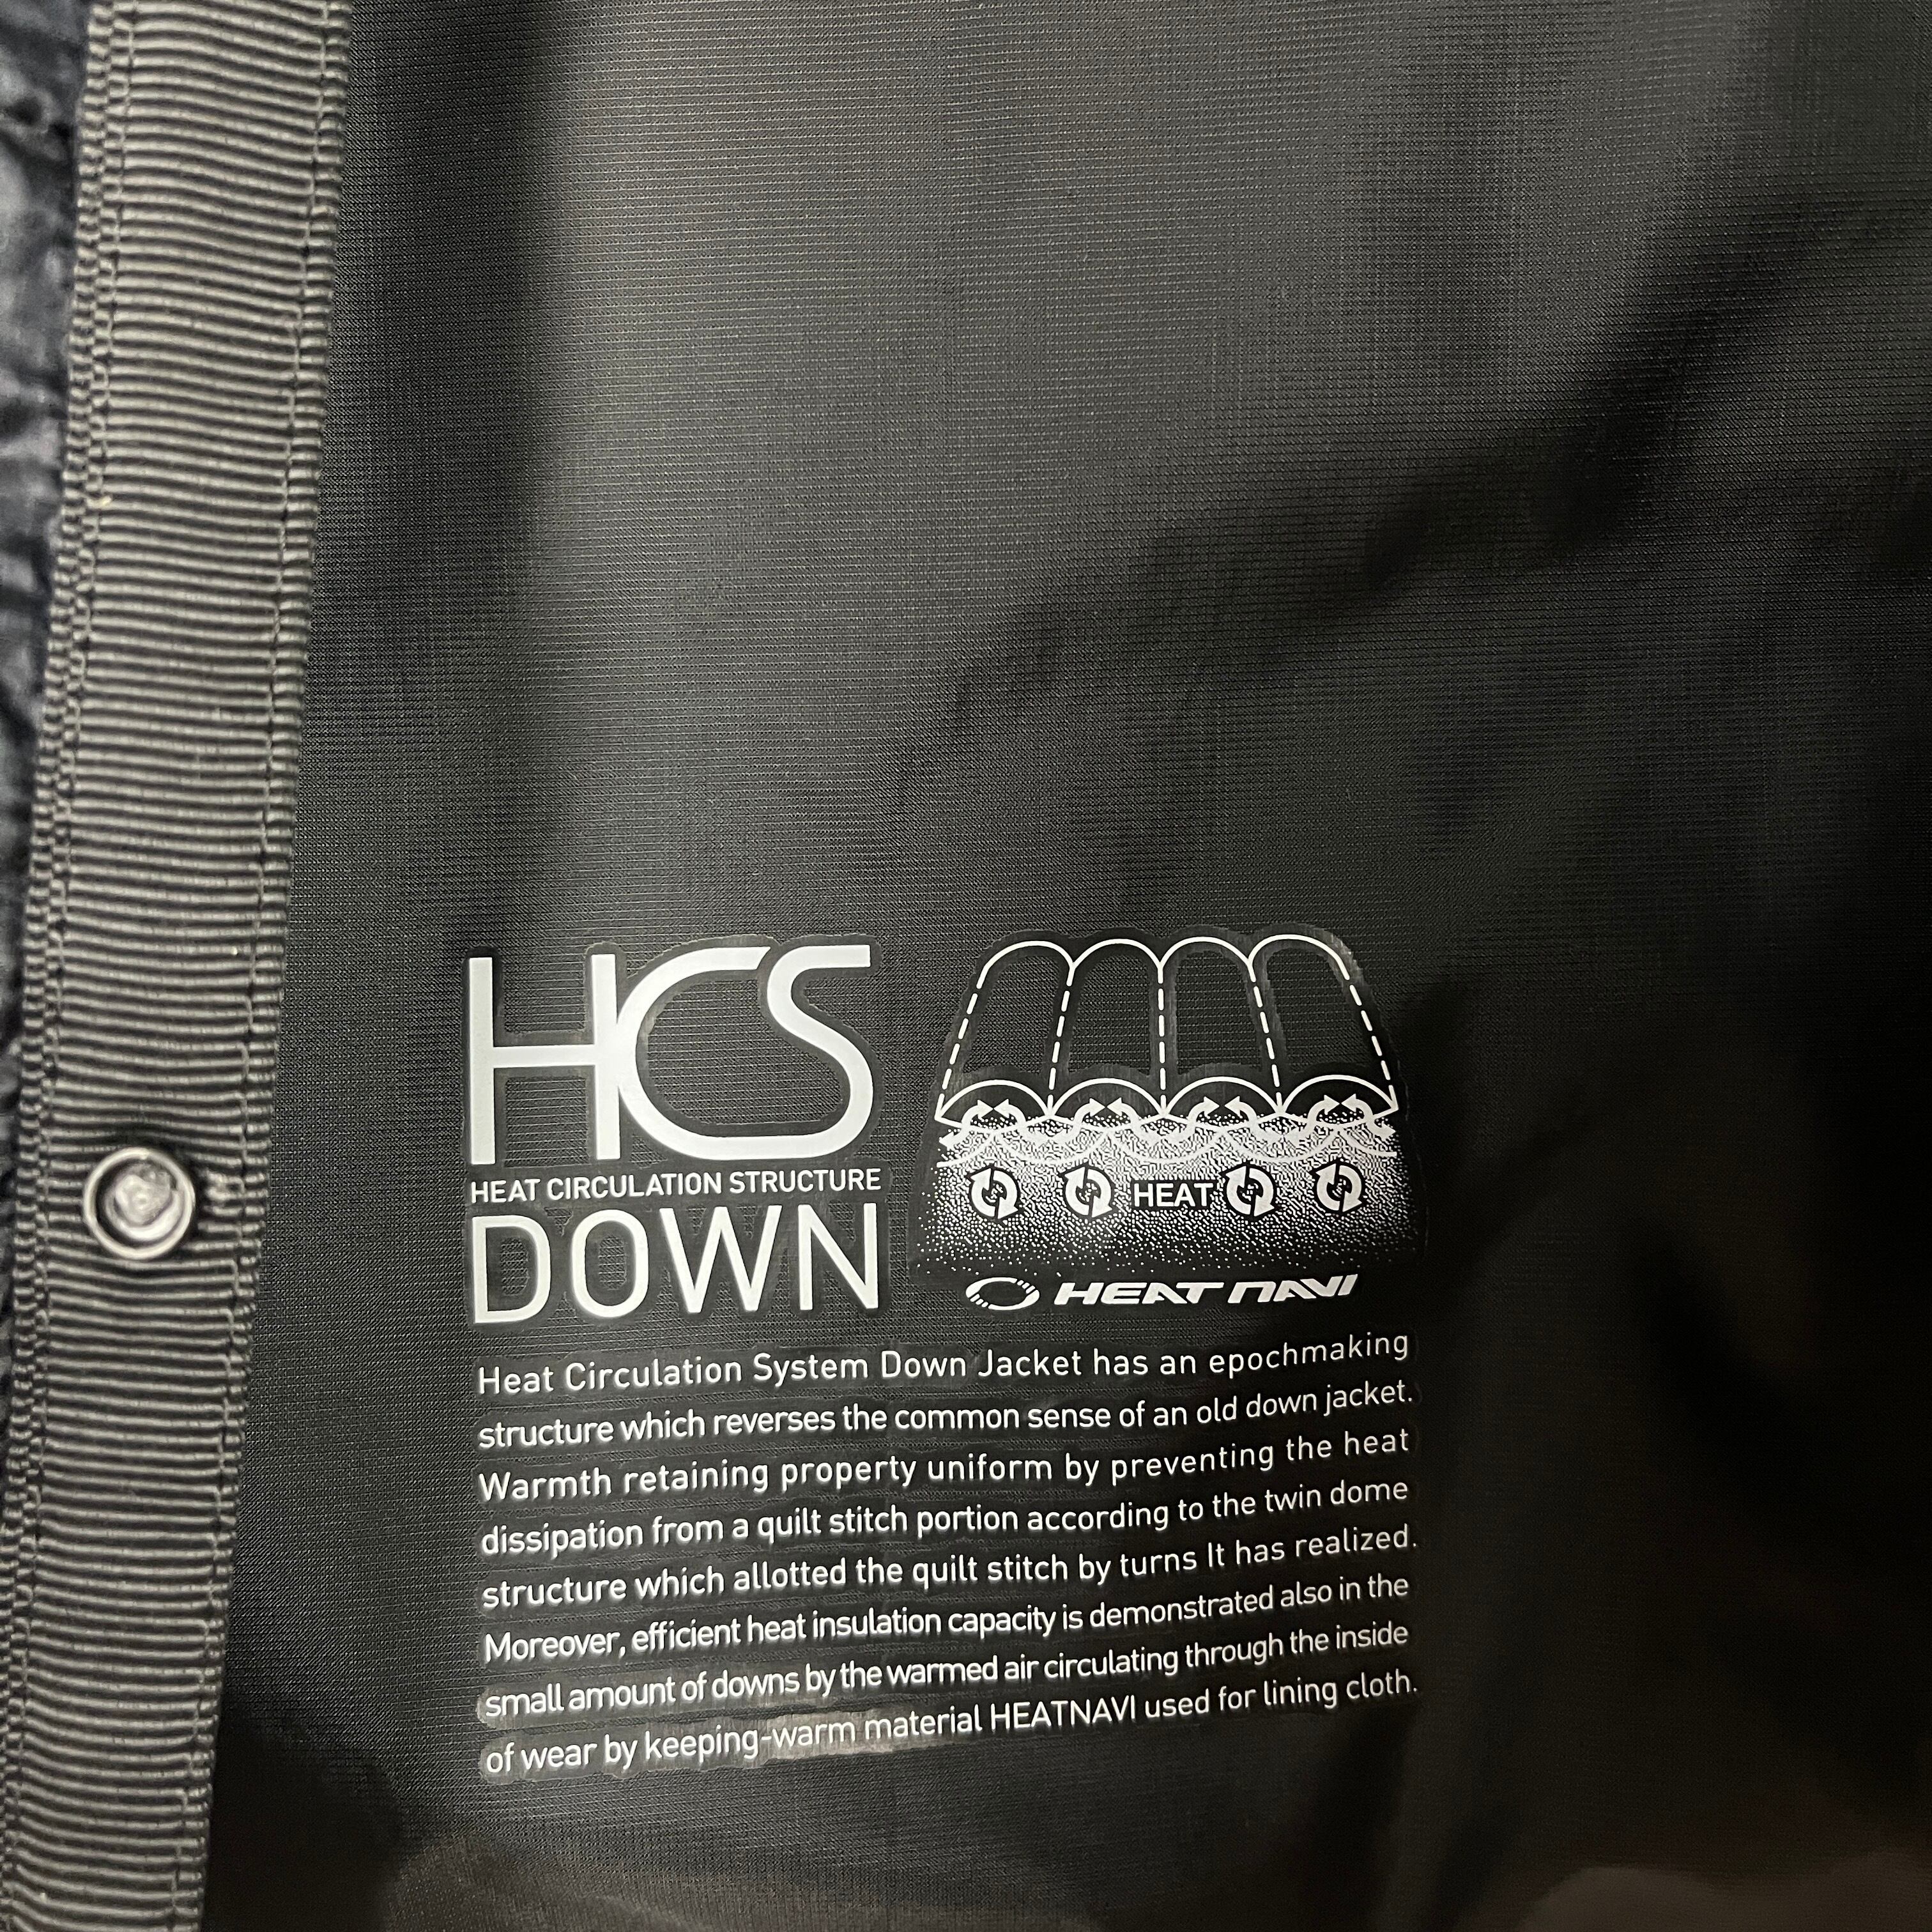 HCS
HEAT CIRCULATION STRUCTURE
DOWN
HEAT
HEAT NAVI
Heat Circulation System Down Jacket has an epochmaking
structure which reverses the common sense of an old down jacket.
Warmth retaining property uniform by preventing the heat
dissipation from a quilt stitch portion according to the twin dome
structure which allotted the quilt stitch by turns It has realized.
Moreover, efficient heat insulation capacity is demonstrated also in the
small amount of downs by the warmed air circulating through the inside
of wear by keeping-warm material HEATNAVI used for lining cloth.